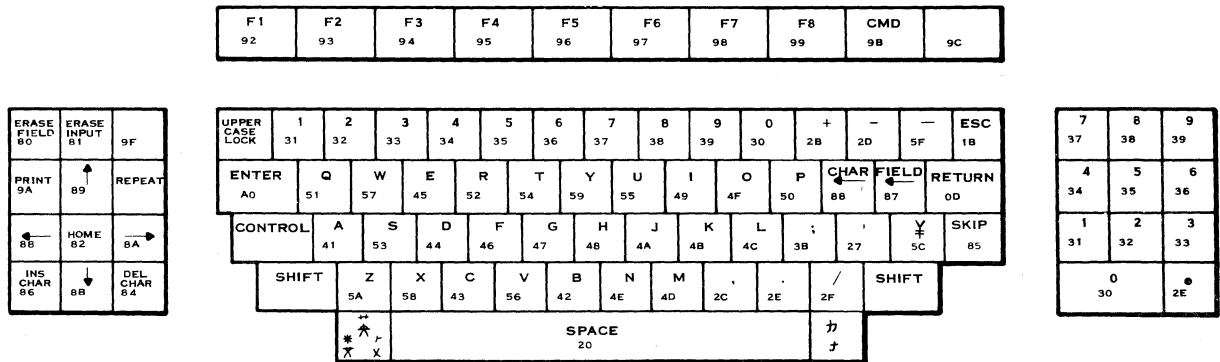 F1 F2 F3 F4 F5 F6 F7 F8 CMD
92 93 94 95 96 97 98 99 9B 9C
ERASE FIELD 80 ERASE INPUT 81 9F
PRINT 9A ↑ 89 REPEAT
← 88 HOME 82 → 8A
INS CHAR 86 ↓ 8B DEL CHAR 84
UPPER CASE LOCK 1 2 3 4 5 6 7 8 9 0 + - — ESC
31 32 33 34 35 36 37 38 39 30 2B 2D 5F 1B
ENTER Q W E R T Y U I O P CHAR ← FIELD ← RETURN
A0 51 57 45 52 54 59 55 49 4F 50 88 87 0D
CONTROL A S D F G H J K L ; ' ¥ SKIP
41 53 44 46 47 48 4A 4B 4C 3B 27 5C 85
SHIFT Z X C V B N M , . / SHIFT
5A 58 43 56 42 4E 4D 2C 2E 2F
SPACE
20
カ
ナ
7 8 9
37 38 39
4 5 6
34 35 36
1 2 3
31 32 33
0 •
30 2E